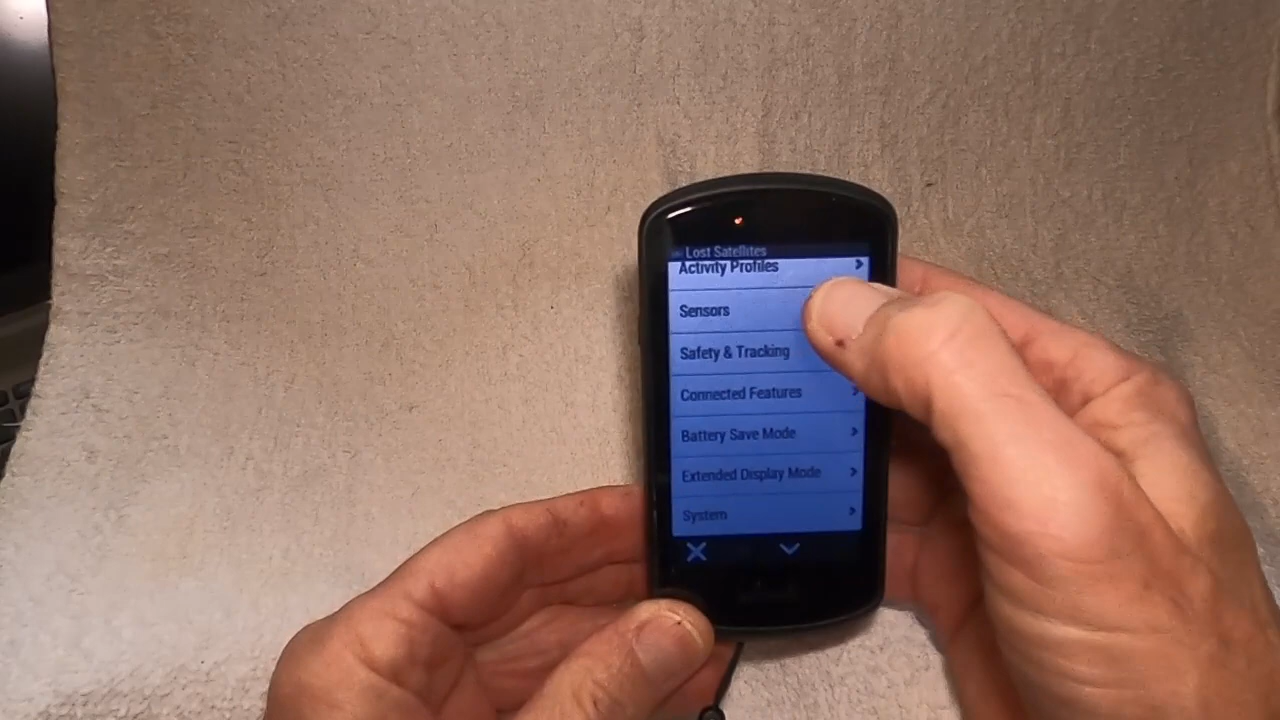 Lost Satellites
Activity Profiles
Sensors
Safety & Tracking
Connected Features
Battery Save Mode
Extended Display Mode
System